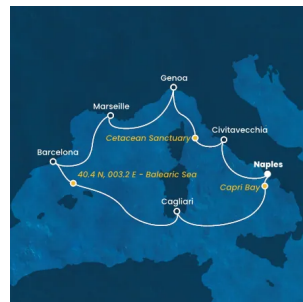 Genoa
Marseille
Cetacean Sanctuary
Civitavecchia
Barcelona
Naples
40.4 N, 003.2 E - Balearic Sea
Capri Bay
Cagliari